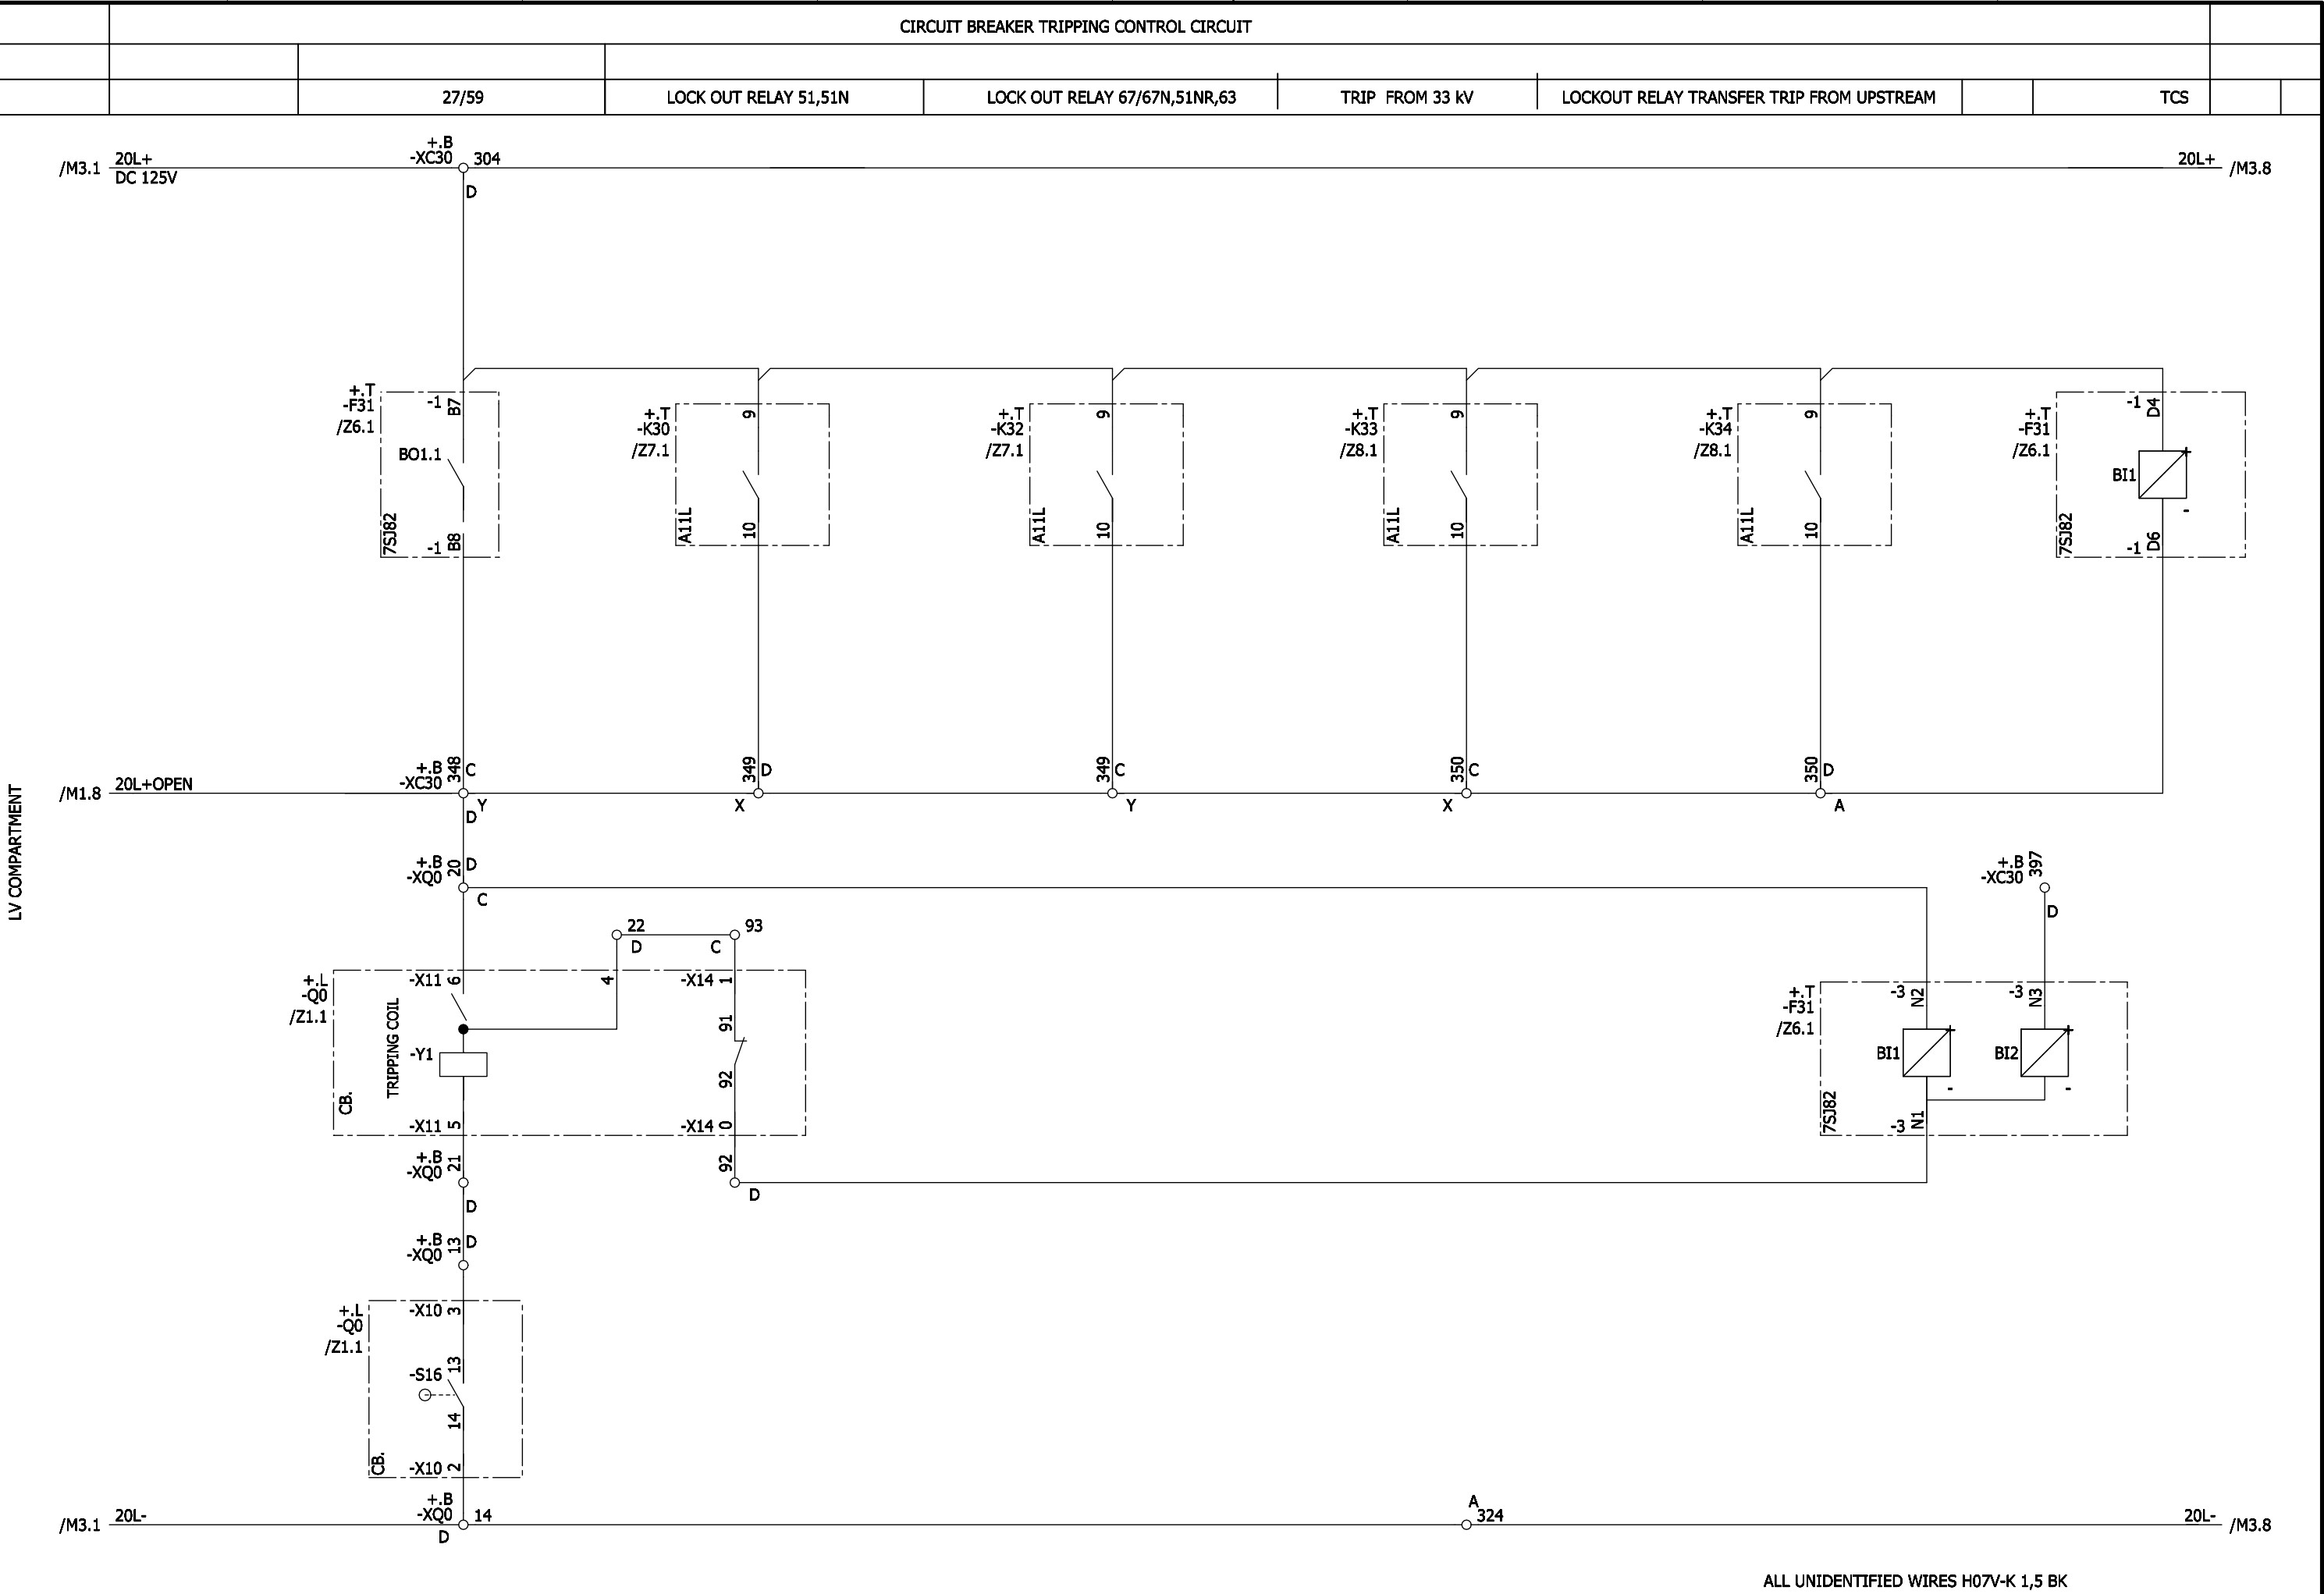 CIRCUIT BREAKER TRIPPING CONTROL CIRCUIT
27/59
LOCK OUT RELAY 51,51N
LOCK OUT RELAY 67/67N,51NR,63
TRIP FROM 33 kV
LOCKOUT RELAY TRANSFER TRIP FROM UPSTREAM
TCS
/M3.1
20L+
DC 125V
+.B
-XC30
304
D
20L+
/M3.8
+.T
-F31
/Z6.1
-1
B7
BO1.1
7SJ82
-1
B8
+.T
-K30
/Z7.1
9
A11L
10
+.T
-K32
/Z7.1
9
A11L
10
+.T
-K33
/Z8.1
9
A11L
10
+.T
-K34
/Z8.1
9
A11L
10
+.T
-F31
/Z6.1
-1
D4
BI1
+
-
7SJ82
-1
D6
LV COMPARTMENT
/M1.8
20L+OPEN
+.B
-XC30
348
C
Y
D
349
D
X
349
C
Y
350
C
X
350
D
A
+.B
-XQ0
20
D
C
+.B
-XC30
397
D
22
D
C
93
+.L
-Q0
/Z1.1
-X11
6
4
-X14
1
TRIPPING COIL
-Y1
91
92
CB.
-X11
5
-X14
0
+.T
-F31
/Z6.1
-3
N2
-3
N3
BI1
+
-
BI2
+
-
7SJ82
-3
N1
+.B
-XQ0
21
D
92
D
+.B
-XQ0
13
D
+.L
-Q0
/Z1.1
-X10
3
-S16
13
14
CB.
-X10
2
/M3.1
20L-
+.B
-XQ0
14
D
A
324
20L-
/M3.8
ALL UNIDENTIFIED WIRES H07V-K 1,5 BK